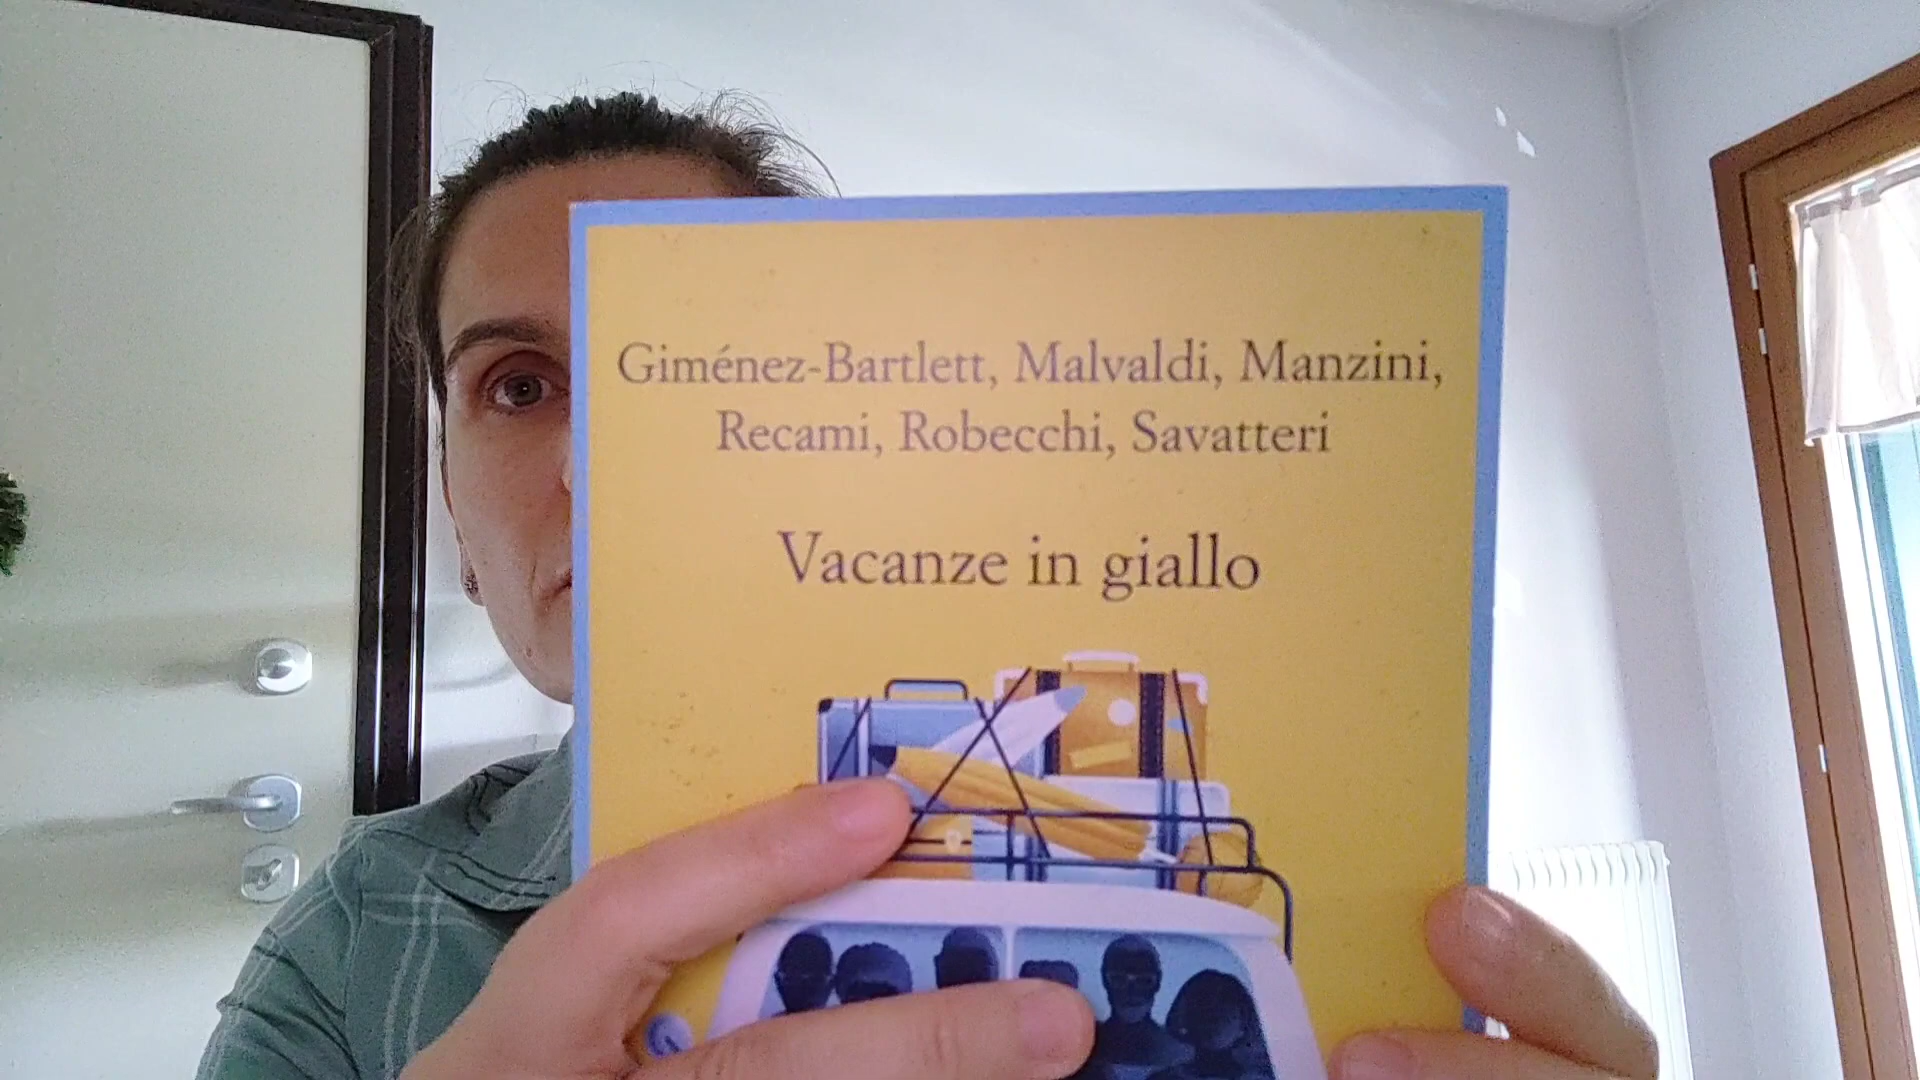 Giménez-Bartlett, Malvaldi, Manzini,
Recami, Robecchi, Savatteri
Vacanze in giallo